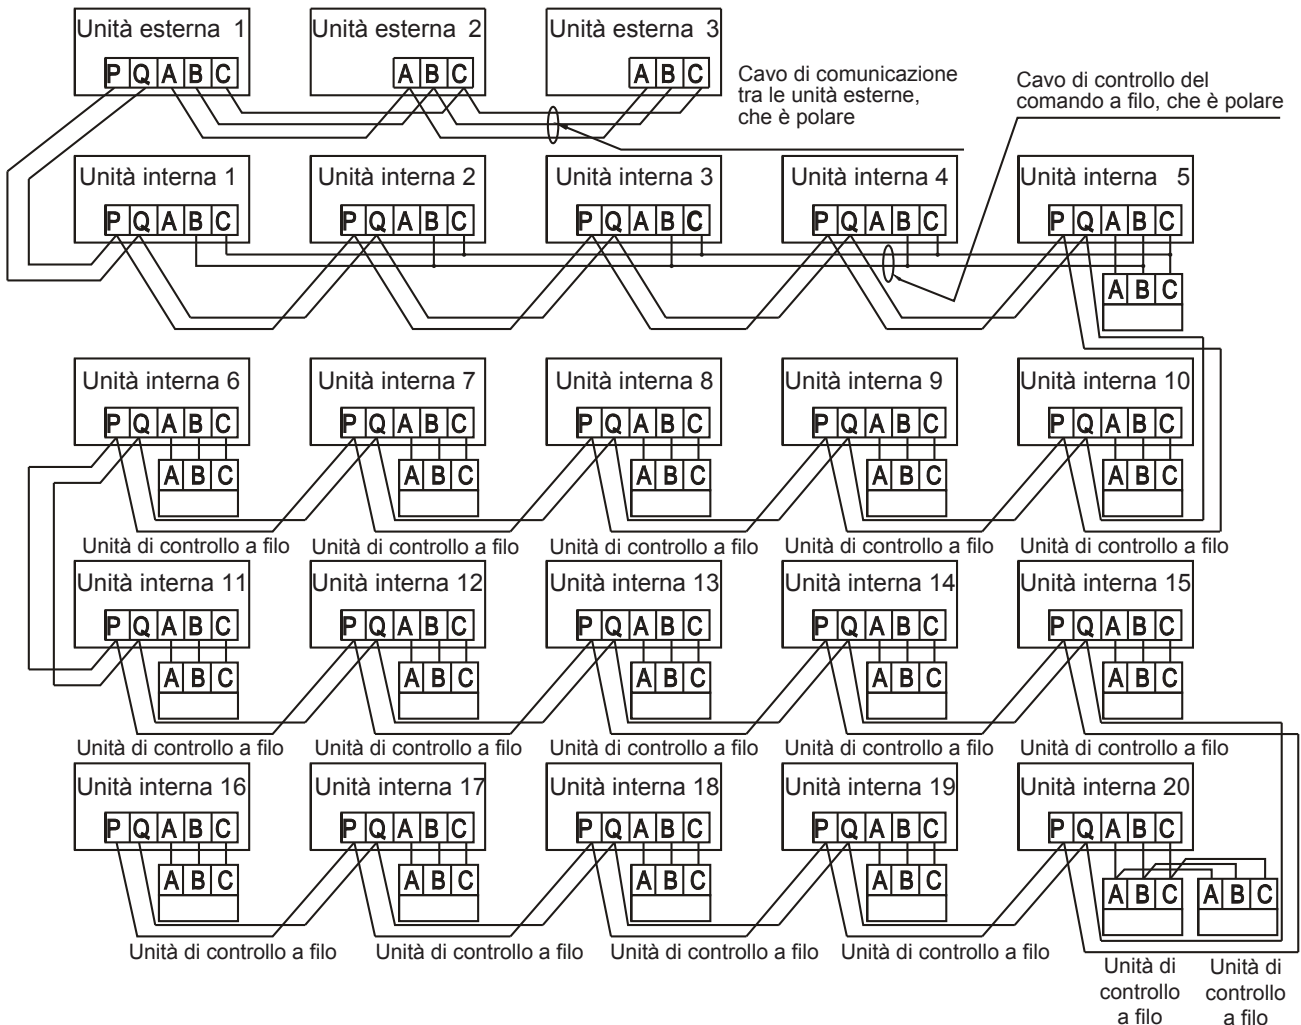 Unità esterna 1 Unità esterna 2 Unità esterna 3
P Q A B C A B C A B C
Cavo di comunicazione
tra le unità esterne,
che è polare
Cavo di controllo del
comando a filo, che è polare
Unità interna 1 Unità interna 2 Unità interna 3 Unità interna 4 Unità interna 5
P Q A B C P Q A B C P Q A B C P Q A B C P Q A B C
A B C
Unità interna 6 Unità interna 7 Unità interna 8 Unità interna 9 Unità interna 10
P Q A B C P Q A B C P Q A B C P Q A B C P Q A B C
A B C A B C A B C A B C A B C
Unità di controllo a filo Unità di controllo a filo Unità di controllo a filo Unità di controllo a filo Unità di controllo a filo
Unità interna 11 Unità interna 12 Unità interna 13 Unità interna 14 Unità interna 15
P Q A B C P Q A B C P Q A B C P Q A B C P Q A B C
A B C A B C A B C A B C A B C
Unità di controllo a filo Unità di controllo a filo Unità di controllo a filo Unità di controllo a filo Unità di controllo a filo
Unità interna 16 Unità interna 17 Unità interna 18 Unità interna 19 Unità interna 20
P Q A B C P Q A B C P Q A B C P Q A B C P Q A B C
A B C A B C A B C A B C A B C A B C
Unità di controllo a filo Unità di controllo a filo Unità di controllo a filo Unità di controllo a filo
Unità di
controllo
a filo
Unità di
controllo
a filo